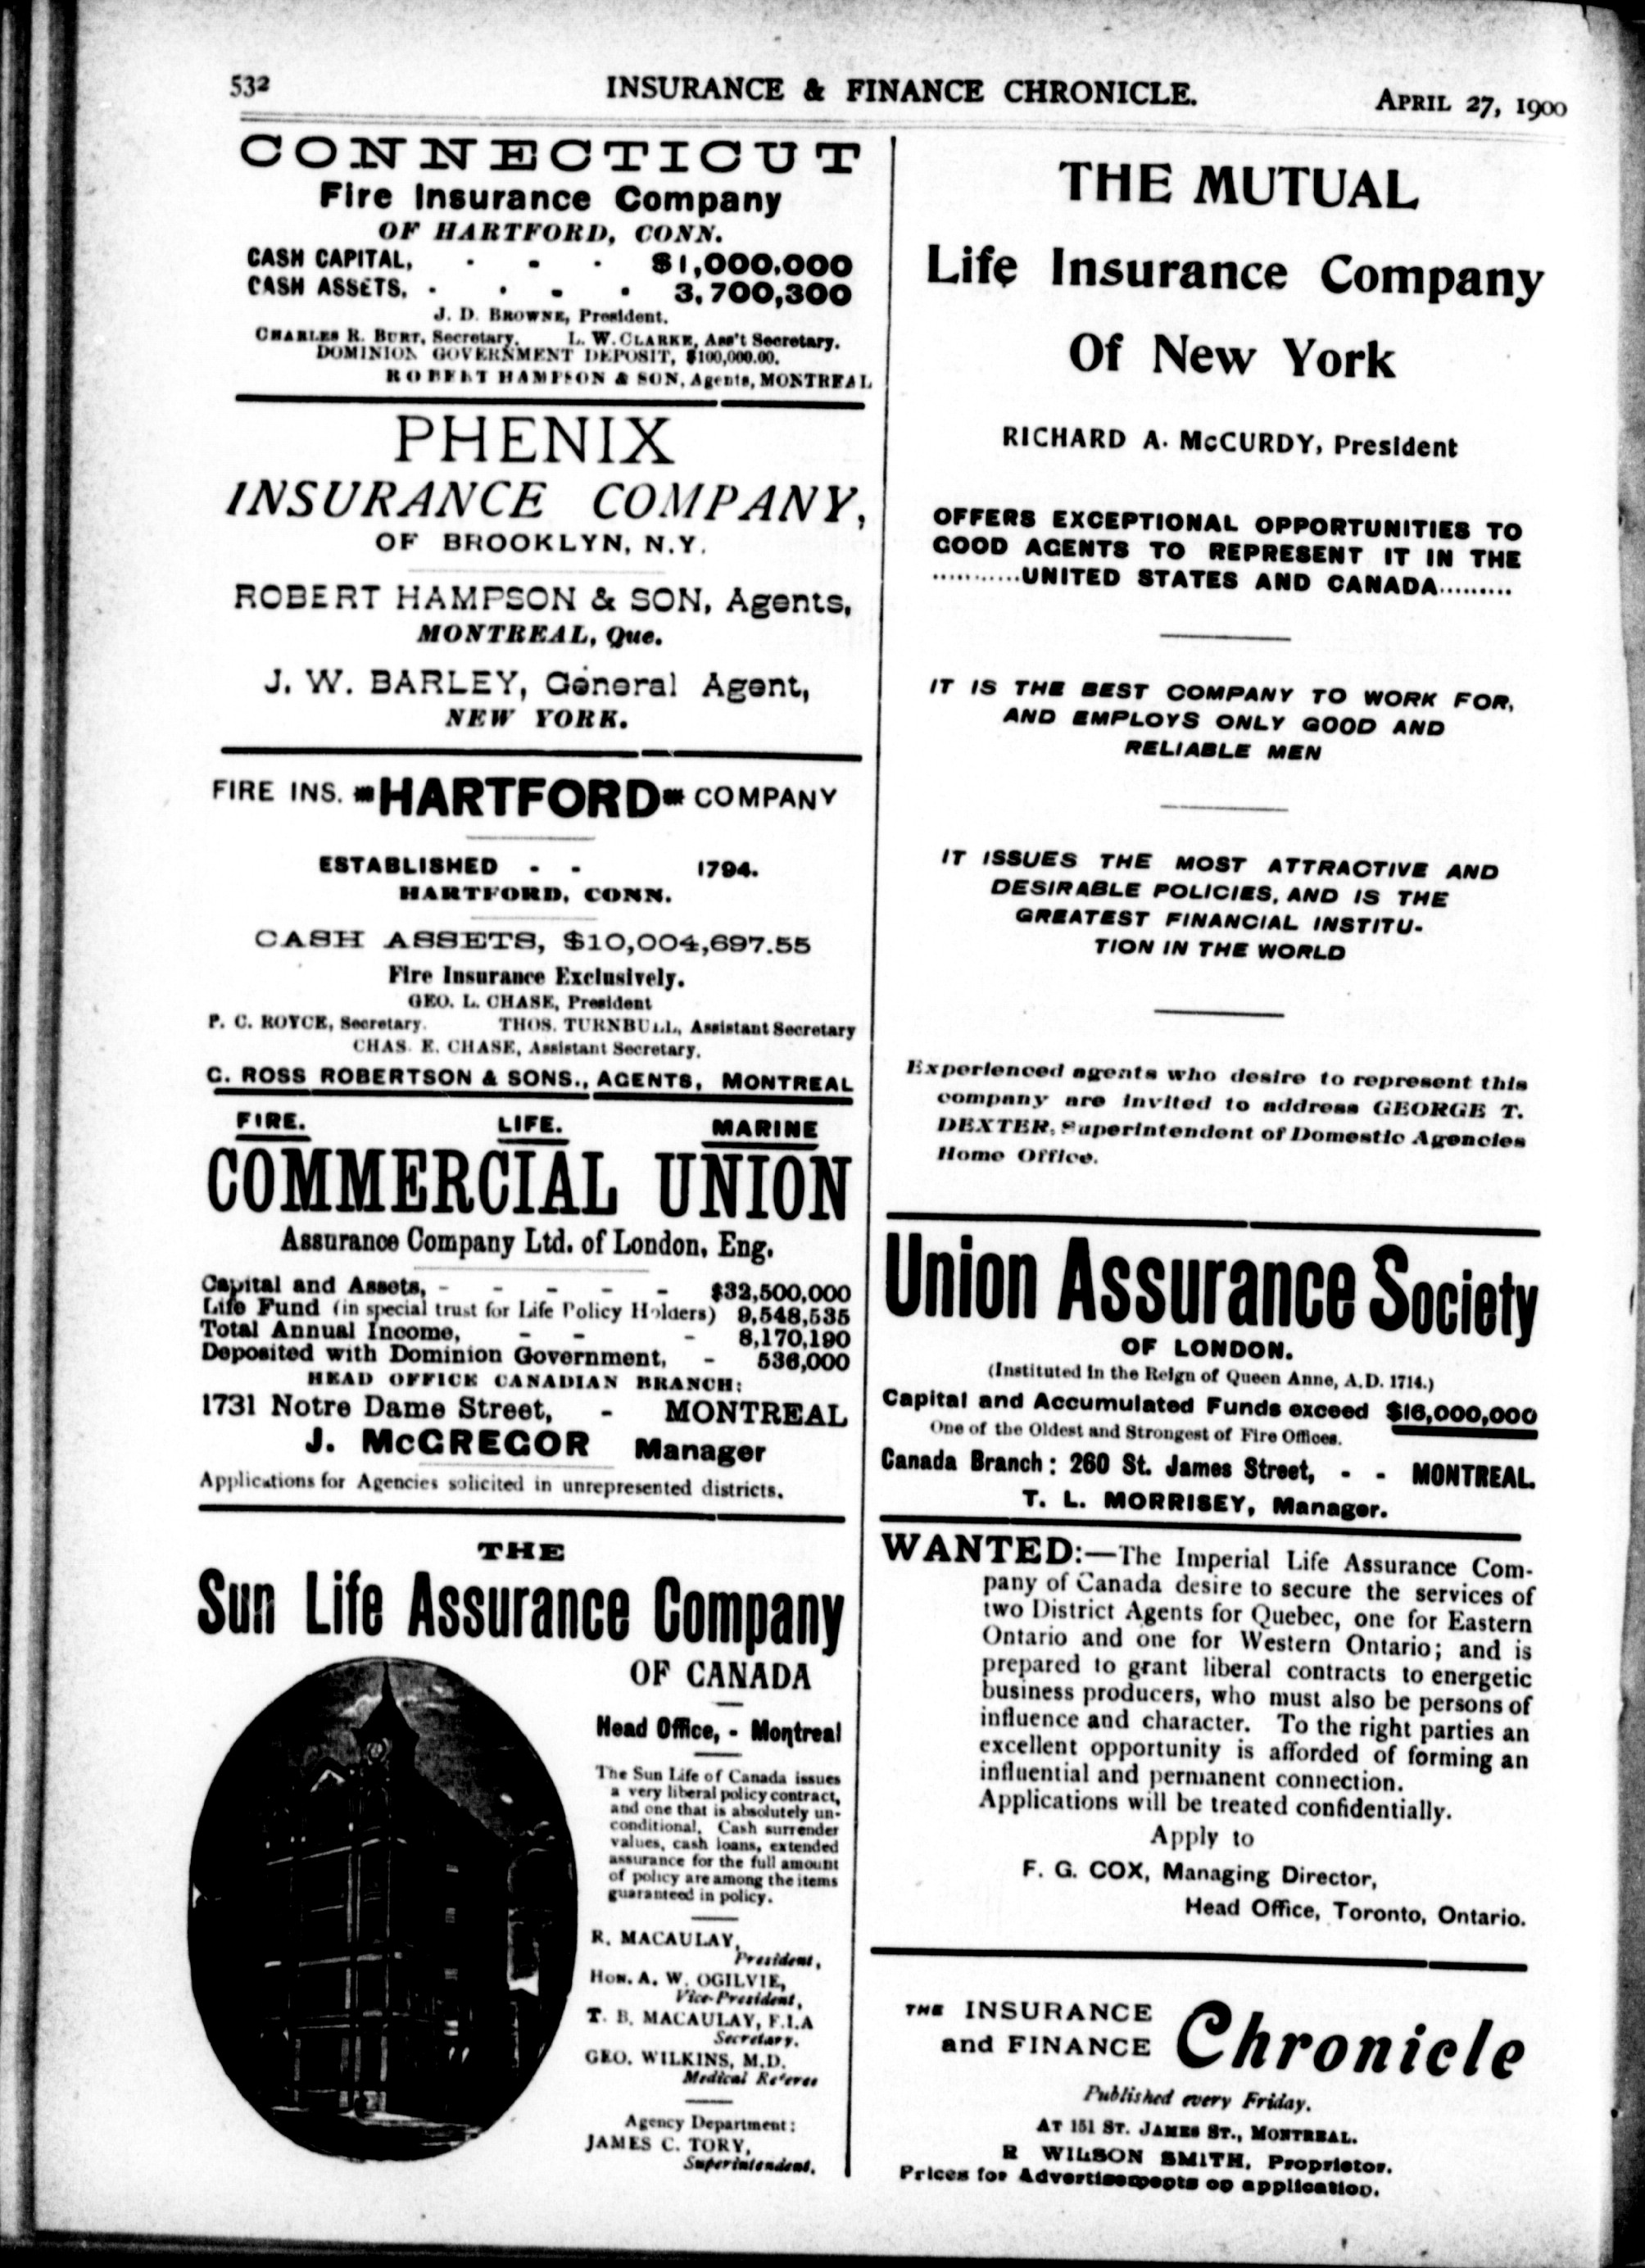 532
INSURANCE & FINANCE CHRONICLE.
APRIL 27, 1900
CONNECTICUT
Fire Insurance Company
OF HARTFORD, CONN.
CASH CAPITAL, - - - $1,000,000
CASH ASSETS, - - - - 3,700,300
J. D. BROWNE, President.
CHARLES R. BURT, Secretary. L. W. CLARKE, Ass't Secretary.
DOMINION GOVERNMENT DEPOSIT, $100,000.00.
ROBERT HAMPSON & SON, Agents, MONTREAL
PHENIX
INSURANCE COMPANY,
OF BROOKLYN, N.Y.
ROBERT HAMPSON & SON, Agents,
MONTREAL, Que.
J. W. BARLEY, General Agent,
NEW YORK.
FIRE INS. HARTFORD COMPANY
ESTABLISHED - - 1794.
HARTFORD, CONN.
CASH ASSETS, $10,004,697.55
Fire Insurance Exclusively.
GEO. L. CHASE, President
P. C. ROYCE, Secretary. THOS. TURNBULL, Assistant Secretary
CHAS. E. CHASE, Assistant Secretary.
C. ROSS ROBERTSON & SONS., AGENTS, MONTREAL
FIRE. LIFE. MARINE
COMMERCIAL UNION
Assurance Company Ltd. of London, Eng.
Capital and Assets, - - - - - $32,500,000
Life Fund (in special trust for Life Policy Holders) 9,548,535
Total Annual Income, - - - 8,170,190
Deposited with Dominion Government, - 536,000
HEAD OFFICE CANADIAN BRANCH:
1731 Notre Dame Street, - MONTREAL
J. McGREGOR Manager
Applications for Agencies solicited in unrepresented districts.
THE
Sun Life Assurance Company
OF CANADA
Head Office, - Montreal
The Sun Life of Canada issues
a very liberal policy contract,
and one that is absolutely un-
conditional. Cash surrender
values, cash loans, extended
assurance for the full amount
of policy are among the items
guaranteed in policy.
R. MACAULAY,
President,
HON. A. W. OGILVIE,
Vice-President,
T. B. MACAULAY, F.I.A
Secretary.
GEO. WILKINS, M.D.
Medical Referee
Agency Department:
JAMES C. TORY,
Superintendent.
THE MUTUAL
Life Insurance Company
Of New York
RICHARD A. McCURDY, President
OFFERS EXCEPTIONAL OPPORTUNITIES TO
GOOD AGENTS TO REPRESENT IT IN THE
...........UNITED STATES AND CANADA.........
IT IS THE BEST COMPANY TO WORK FOR,
AND EMPLOYS ONLY GOOD AND
RELIABLE MEN
IT ISSUES THE MOST ATTRACTIVE AND
DESIRABLE POLICIES, AND IS THE
GREATEST FINANCIAL INSTITU-
TION IN THE WORLD
Experienced agents who desire to represent this
company are invited to address GEORGE T.
DEXTER, Superintendent of Domestic Agencies
Home Office.
Union Assurance Society
OF LONDON.
(Instituted in the Reign of Queen Anne, A.D. 1714.)
Capital and Accumulated Funds exceed $16,000,000
One of the Oldest and Strongest of Fire Offices.
Canada Branch: 260 St. James Street, - - MONTREAL.
T. L. MORRISEY, Manager.
WANTED:—The Imperial Life Assurance Com-
pany of Canada desire to secure the services of
two District Agents for Quebec, one for Eastern
Ontario and one for Western Ontario; and is
prepared to grant liberal contracts to energetic
business producers, who must also be persons of
influence and character. To the right parties an
excellent opportunity is afforded of forming an
influential and permanent connection.
Applications will be treated confidentially.
Apply to
F. G. COX, Managing Director,
Head Office, Toronto, Ontario.
THE INSURANCE
and FINANCE Chronicle
Published every Friday.
AT 151 ST. JAMES ST., MONTREAL.
R WILSON SMITH, Proprietor.
Prices for Advertisements on application.